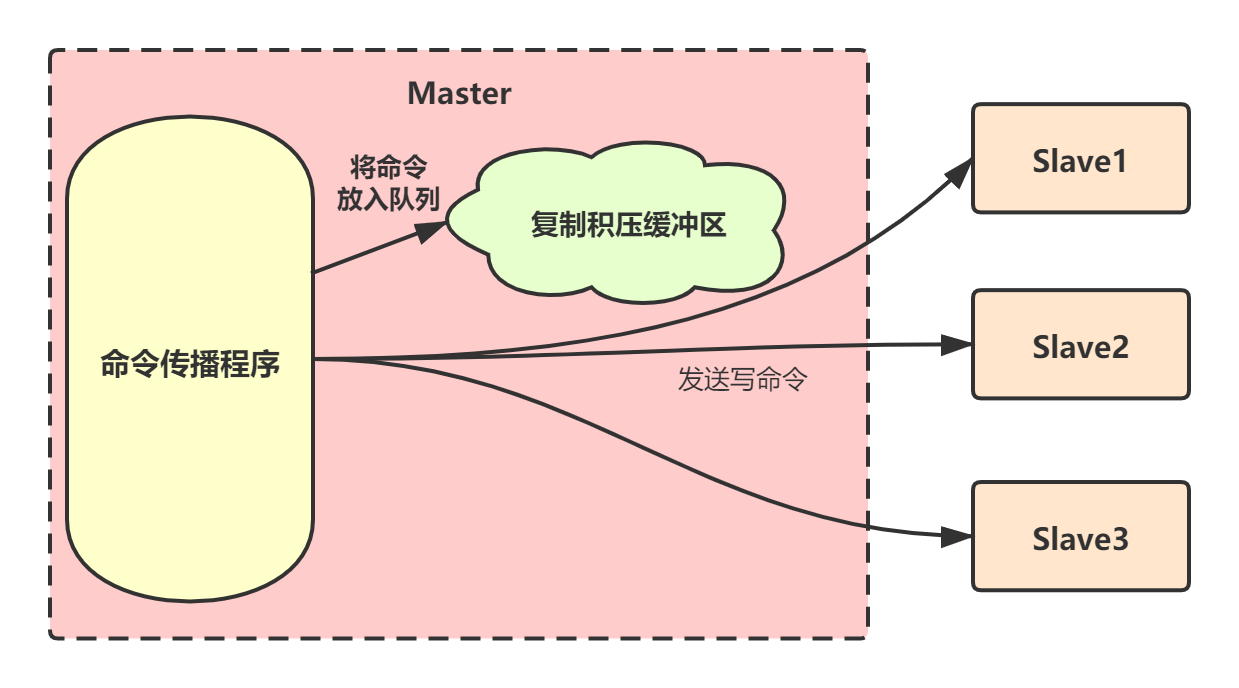 Master
将命令
放入队列
复制积压缓冲区
命令传播程序
发送写命令
Slave1
Slave2
Slave3